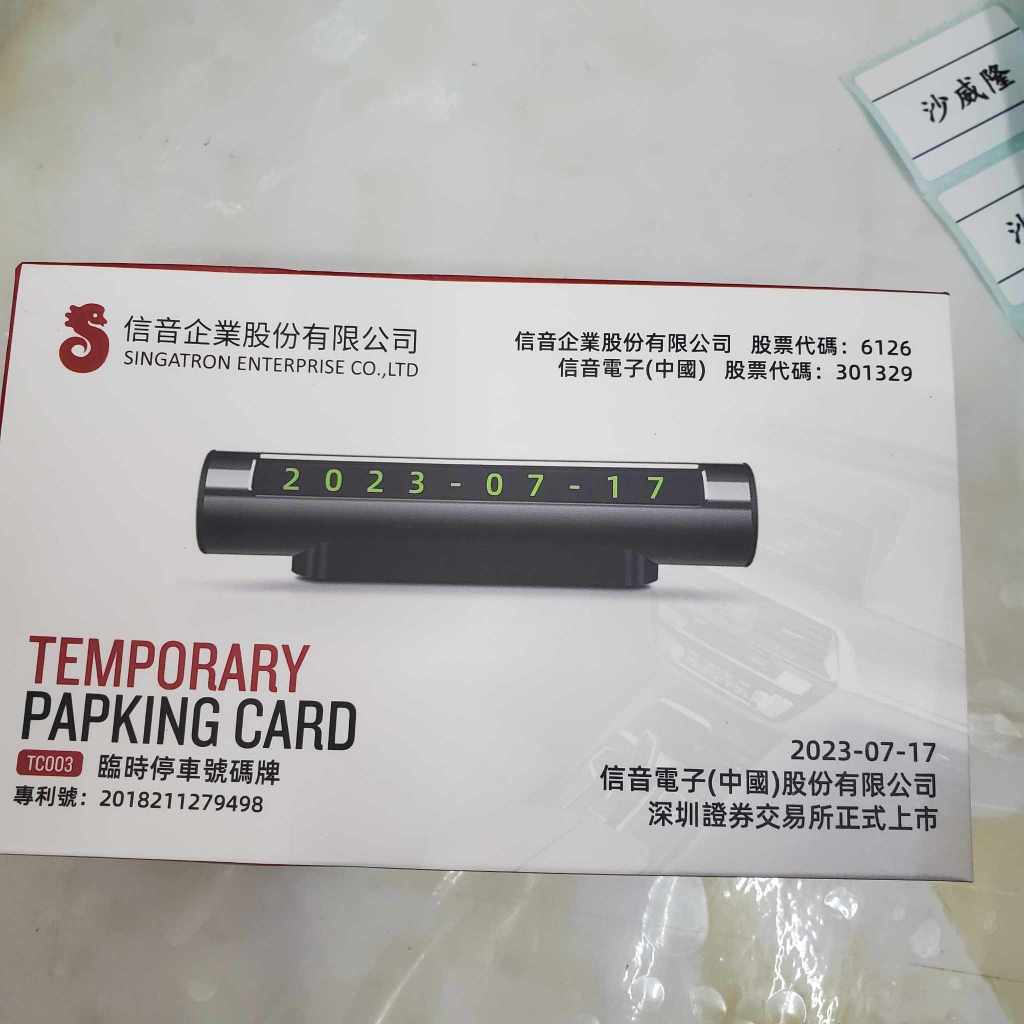 沙威隆
信音企業股份有限公司
SINGATRON ENTERPRISE CO.,LTD
信音企業股份有限公司 股票代碼：6126
信音電子(中國) 股票代碼：301329
2023-07-17
TEMPORARY
PAPKING CARD
TC003 臨時停車號碼牌
專利號：2018211279498
2023-07-17
信音電子(中國)股份有限公司
深圳證券交易所正式上市